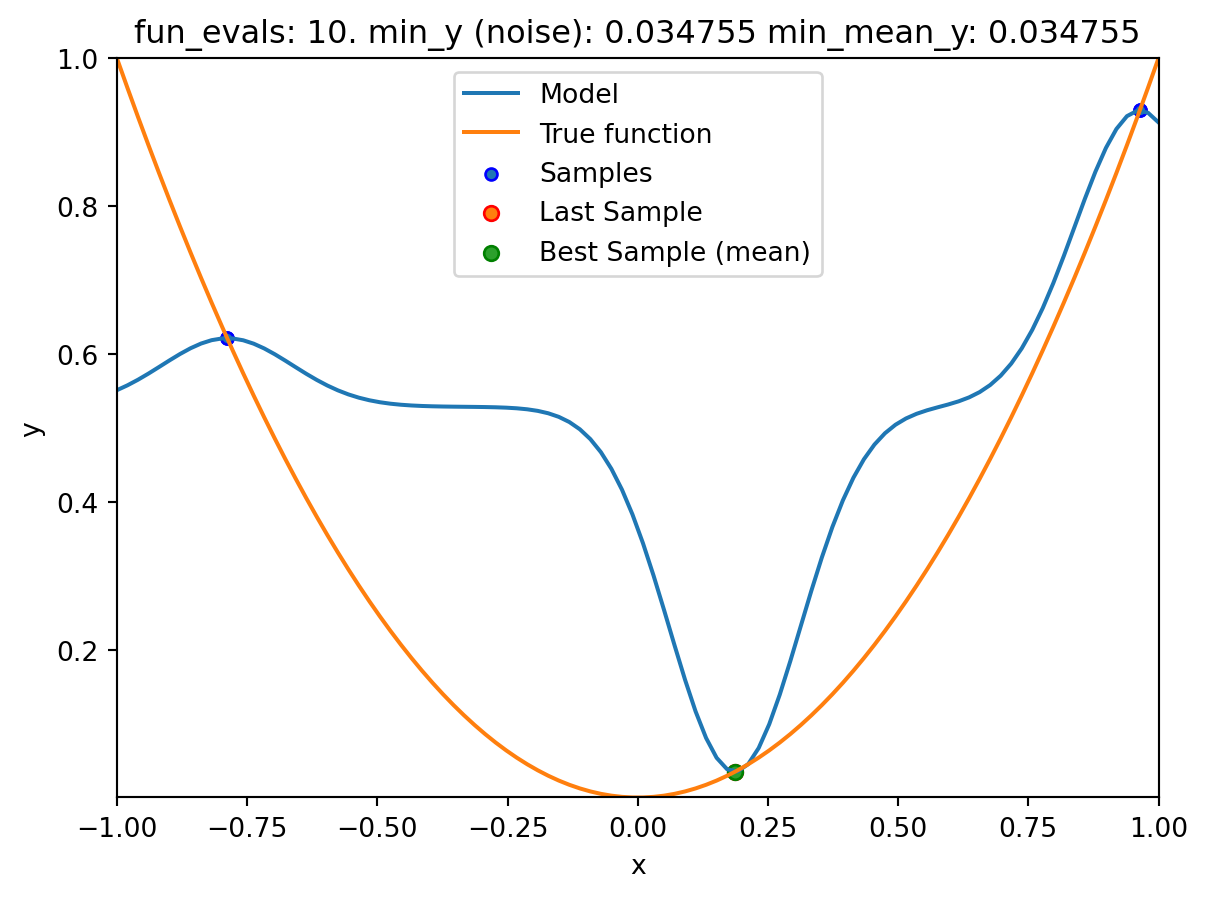 fun_evals: 10. min_y (noise): 0.034755 min_mean_y: 0.034755
Model
True function
Samples
Last Sample
Best Sample (mean)
1.0
0.8
0.6
0.4
0.2
y
−1.00 −0.75 −0.50 −0.25 0.00 0.25 0.50 0.75 1.00
x